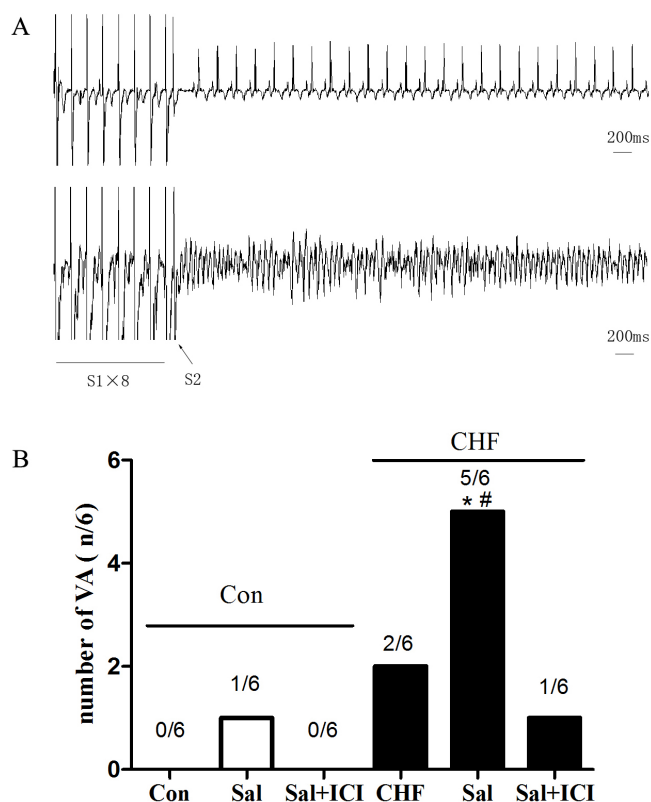 A
200ms
200ms
S1×8
S2
B
CHF
number of VA ( n/6)
6
4
2
0
Con
0/6
1/6
0/6
2/6
5/6
* #
1/6
Con
Sal
Sal+ICI
CHF
Sal
Sal+ICI